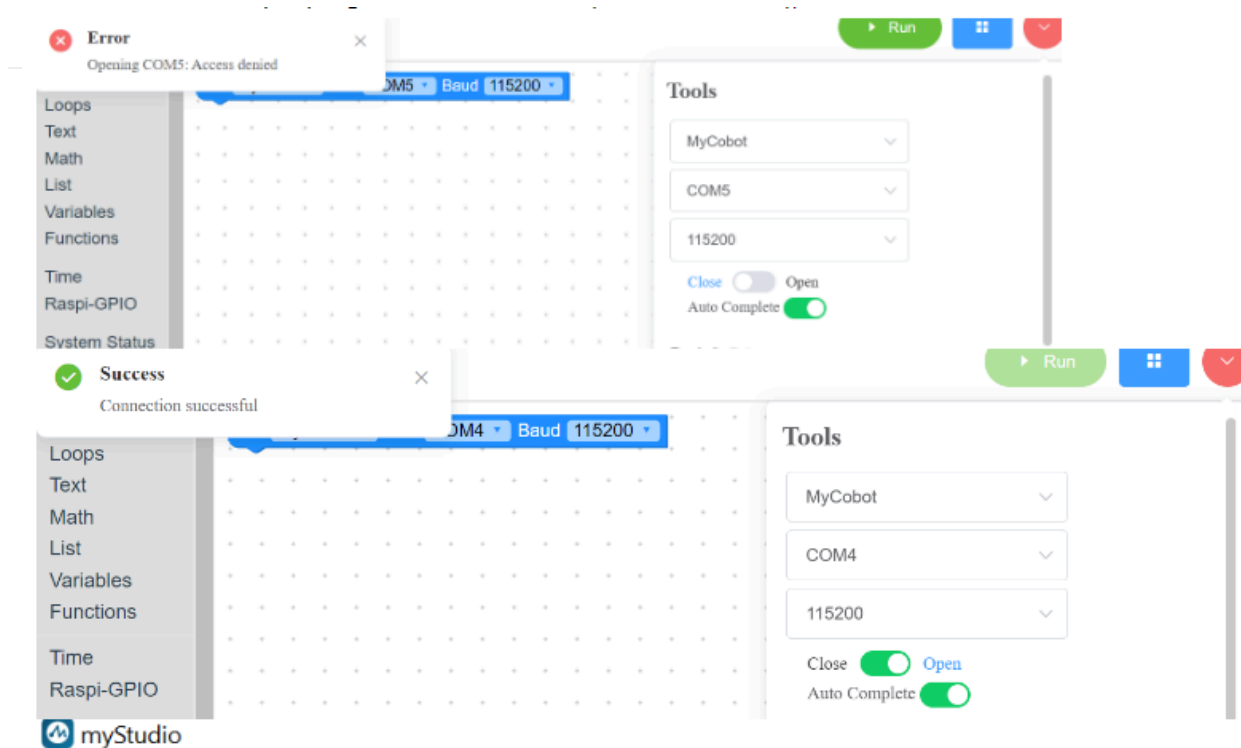 Error
Opening COM5: Access denied
Run
OM5 Baud 115200
Loops
Text
Math
List
Variables
Functions
Time
Raspi-GPIO
System Status
Tools
MyCobot
COM5
115200
Close Open
Auto Complete
Success
Connection successful
Run
OM4 Baud 115200
Loops
Text
Math
List
Variables
Functions
Time
Raspi-GPIO
Tools
MyCobot
COM4
115200
Close Open
Auto Complete
myStudio